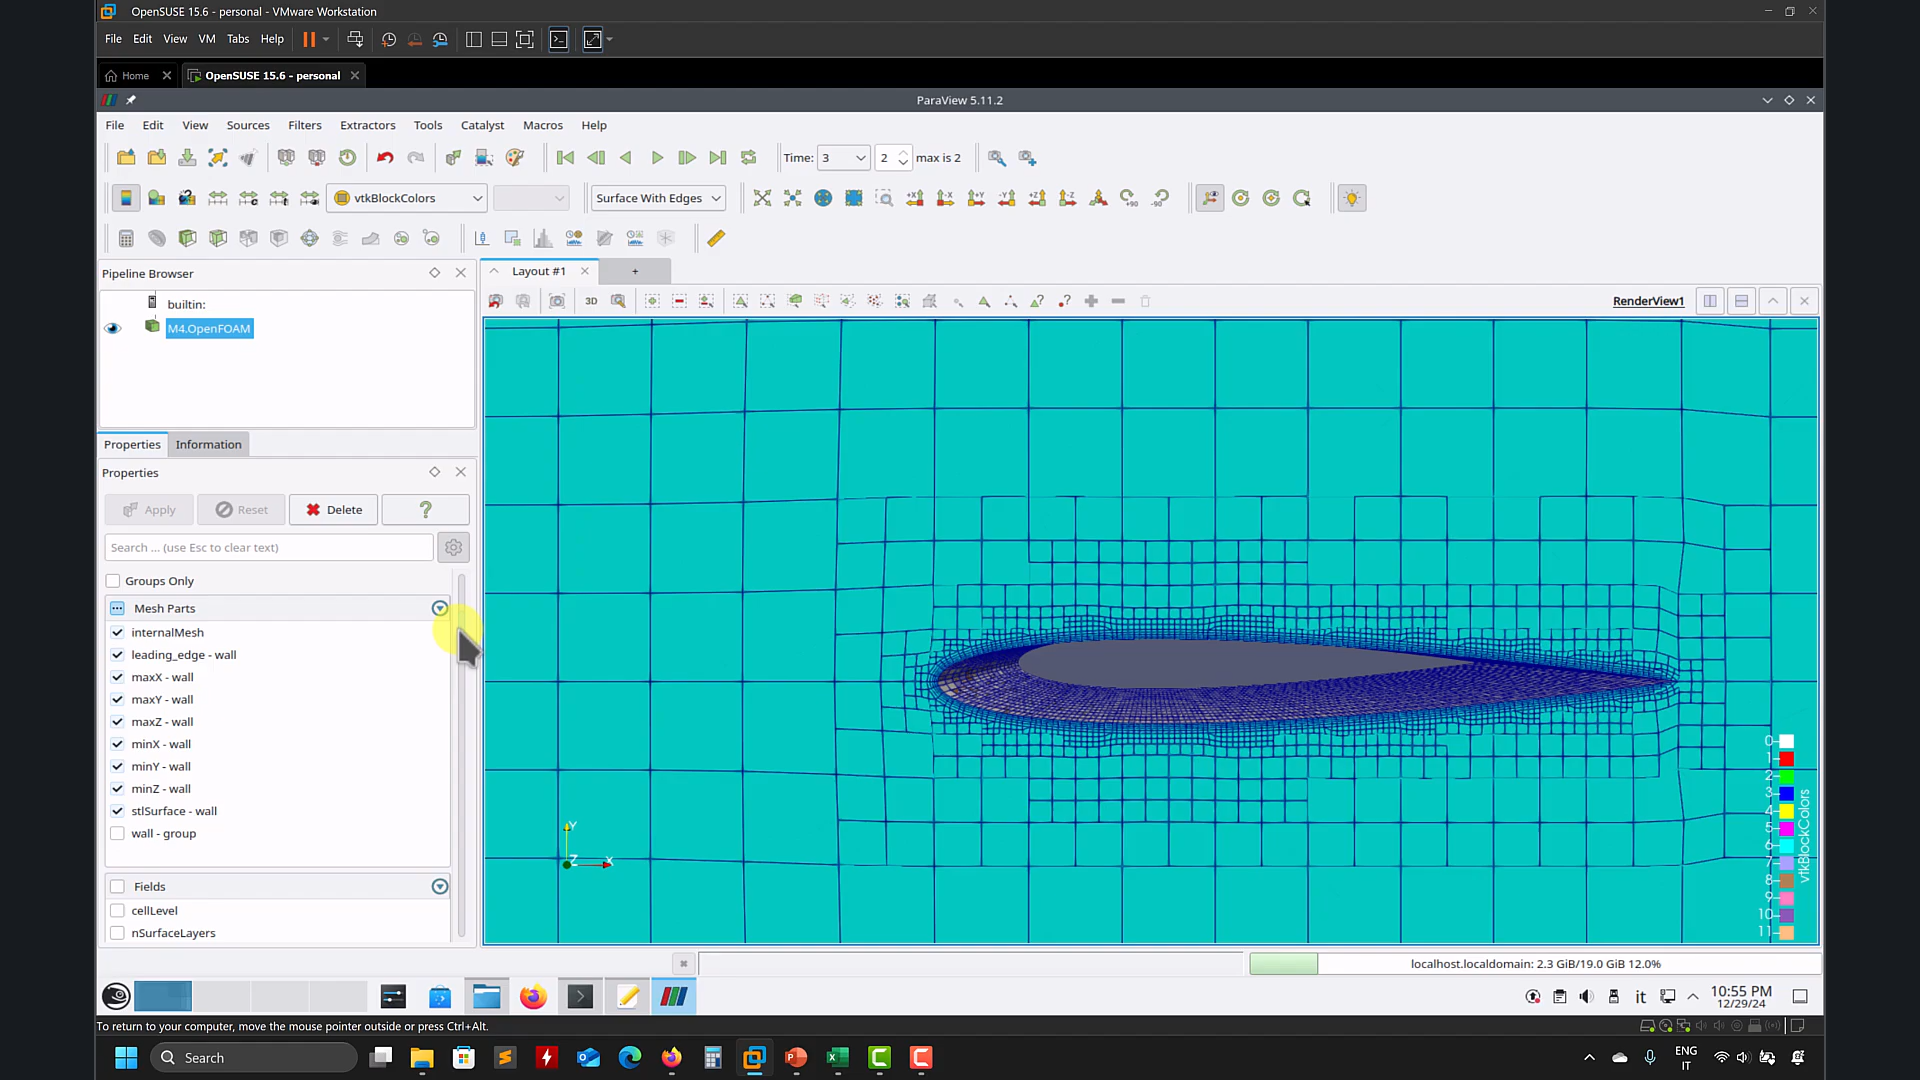 OpenSUSE 15.6 - personal - VMware Workstation
File Edit View VM Tabs Help
Home
OpenSUSE 15.6 - personal
ParaView 5.11.2
File Edit View Sources Filters Extractors Tools Catalyst Macros Help
Time: 3 2 max is 2
vtkBlockColors
Surface With Edges
+X -X +Y -Y +Z -Z +90 -90
Pipeline Browser
Layout #1 +
builtin:
3D
RenderView1
M4.OpenFOAM
Properties Information
Properties
Apply Reset Delete ?
Search ... (use Esc to clear text)
Groups Only
Mesh Parts
internalMesh
leading_edge - wall
maxX - wall
maxY - wall
maxZ - wall
minX - wall
minY - wall
minZ - wall
stlSurface - wall
wall - group
Fields
cellLevel
nSurfaceLayers
Y
Z X
0
1
2
3
4
5
6
7
8
9
10
11
vtkBlockColors
localhost.localdomain: 2.3 GiB/19.0 GiB 12.0%
it
10:55 PM
12/29/24
To return to your computer, move the mouse pointer outside or press Ctrl+Alt.
Search
ENG
IT